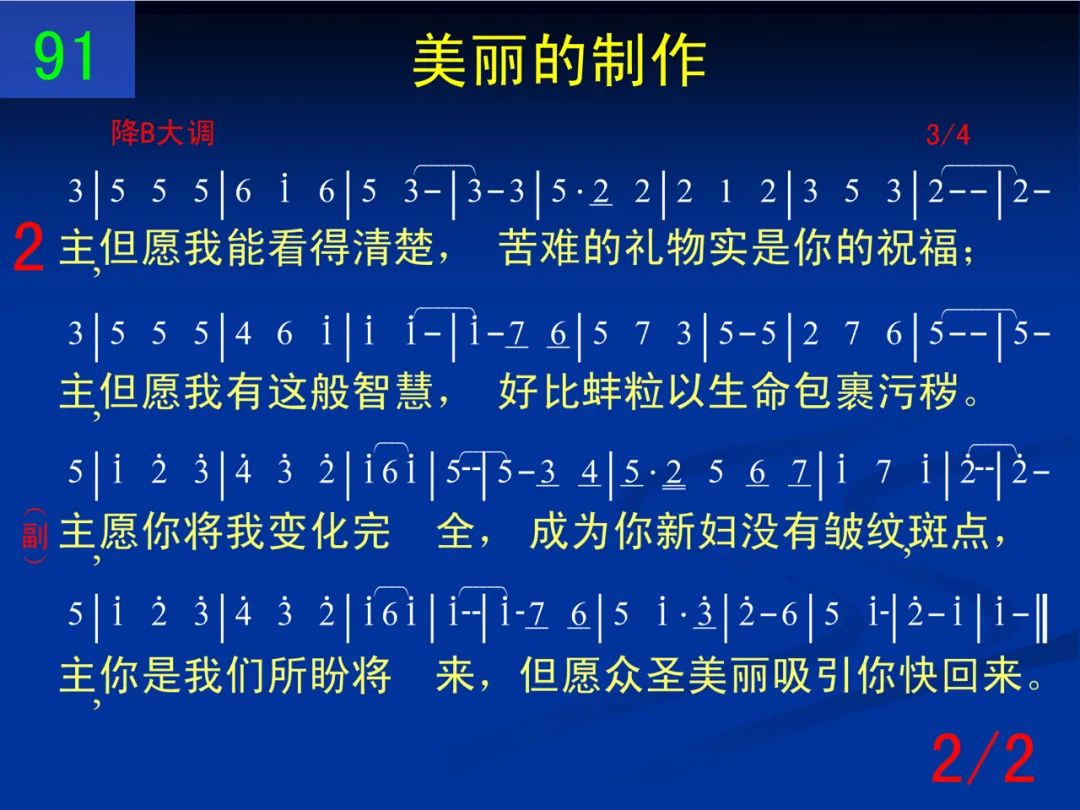 91
美丽的制作
降B大调 3/4
3|5 5 5|6 i 6|5 3-|3-3|5·2 2|2 1 2|3 5 3|2--|2-
2 主,但愿我能看得清楚， 苦难的礼物实是你的祝福；
3|5 5 5|4 6 i|i i-|i-7 6|5 7 3|5-5|2 7 6|5--|5-
主,但愿我有这般智慧， 好比蚌粒以生命包裹污秽。
5|i 2̇ 3̇|4̇ 3̇ 2̇|i6i|5--|5-3 4|5·2 5 6 7|i 7 i|2̇--|2̇-
（副） 主,愿你将我变化完 全， 成为你新妇没有皱纹,斑点，
5|i 2̇ 3̇|4̇ 3̇ 2̇|i6i|i--|i-7 6|5 i·3̇|2̇-6|5 i-|2̇-i|i-‖
主,你是我们所盼将 来，但愿众圣美丽吸引你快回来。
2/2